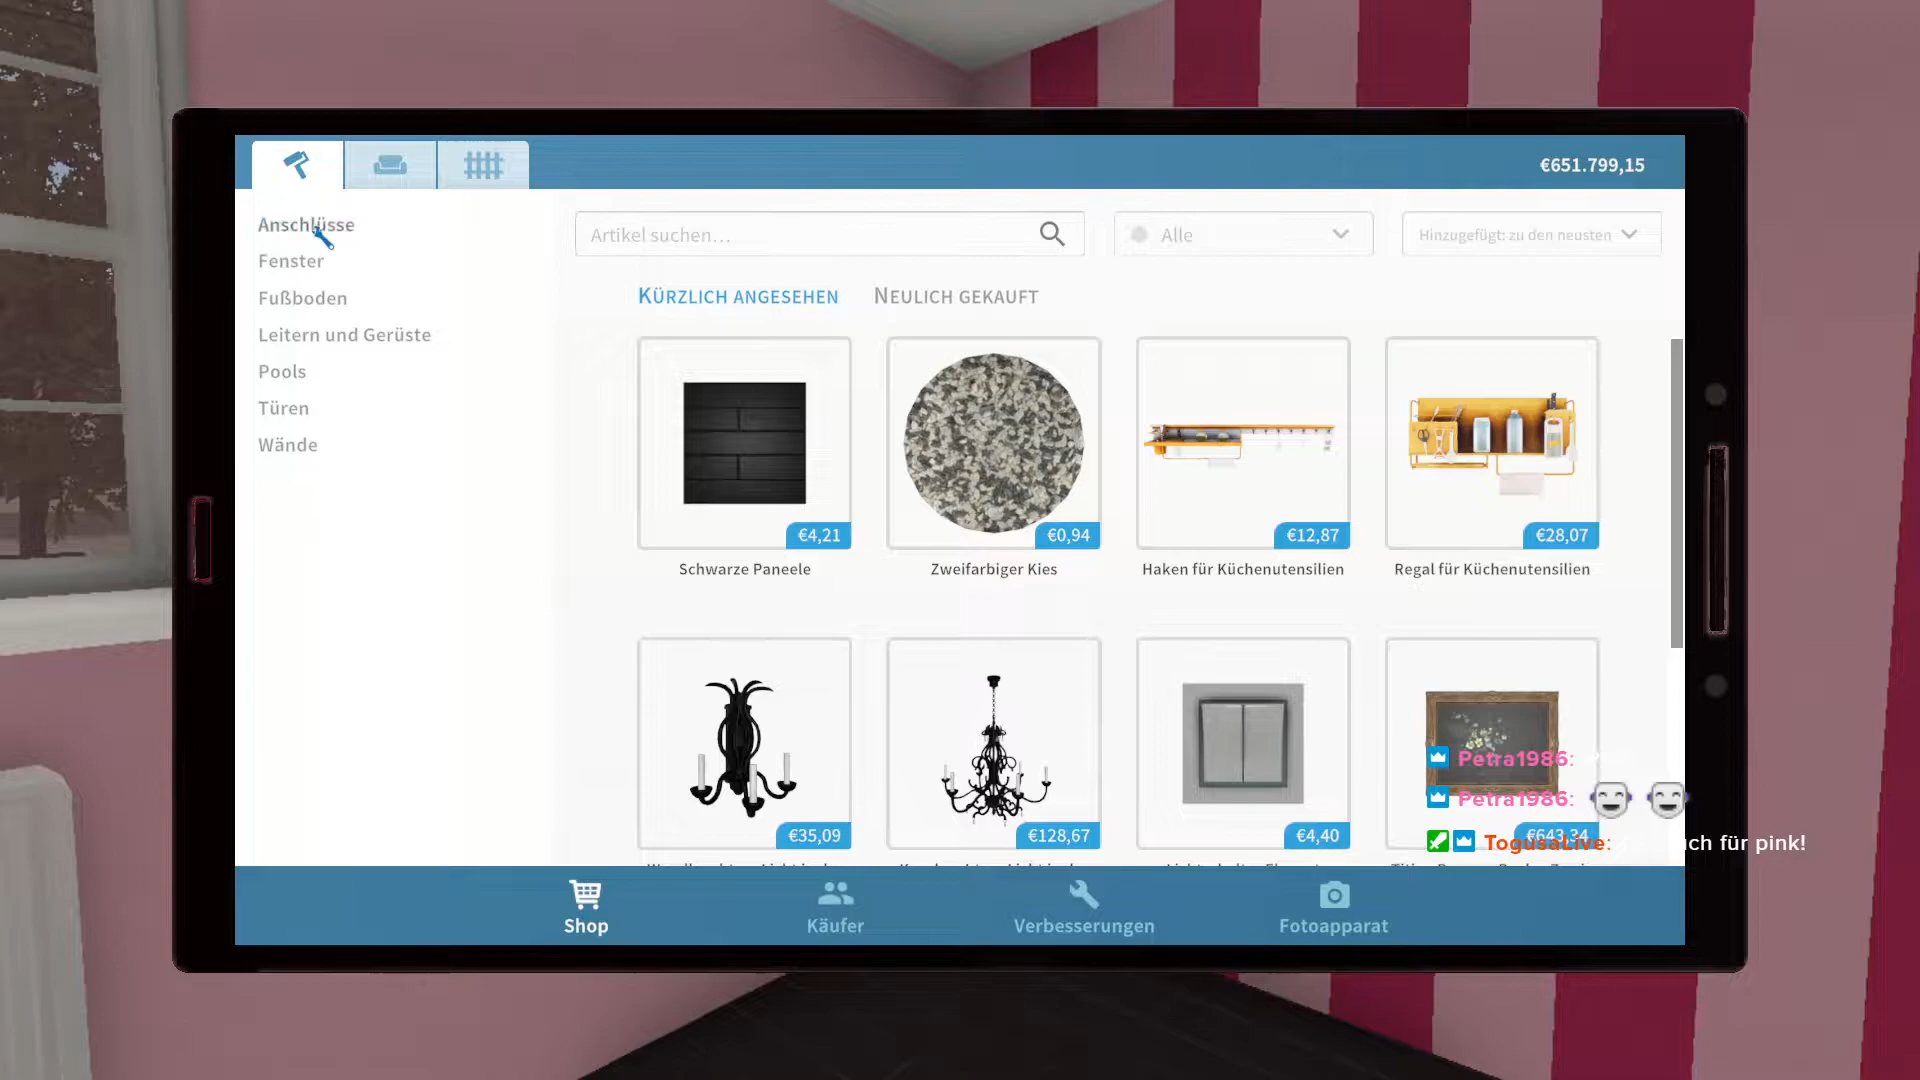 €651.799,15
Anschlüsse
Fenster
Fußboden
Leitern und Gerüste
Pools
Türen
Wände
Artikel suchen...
Alle
Hinzugefügt: zu den neusten
KÜRZLICH ANGESEHEN
NEULICH GEKAUFT
€4,21
€0,94
€12,87
€28,07
Schwarze Paneele
Zweifarbiger Kies
Haken für Küchenutensilien
Regal für Küchenutensilien
€35,09
€128,67
€4,40
€643,34
Petra1986:
Petra1986:
TogusaLive: für pink!
Shop
Käufer
Verbesserungen
Fotoapparat